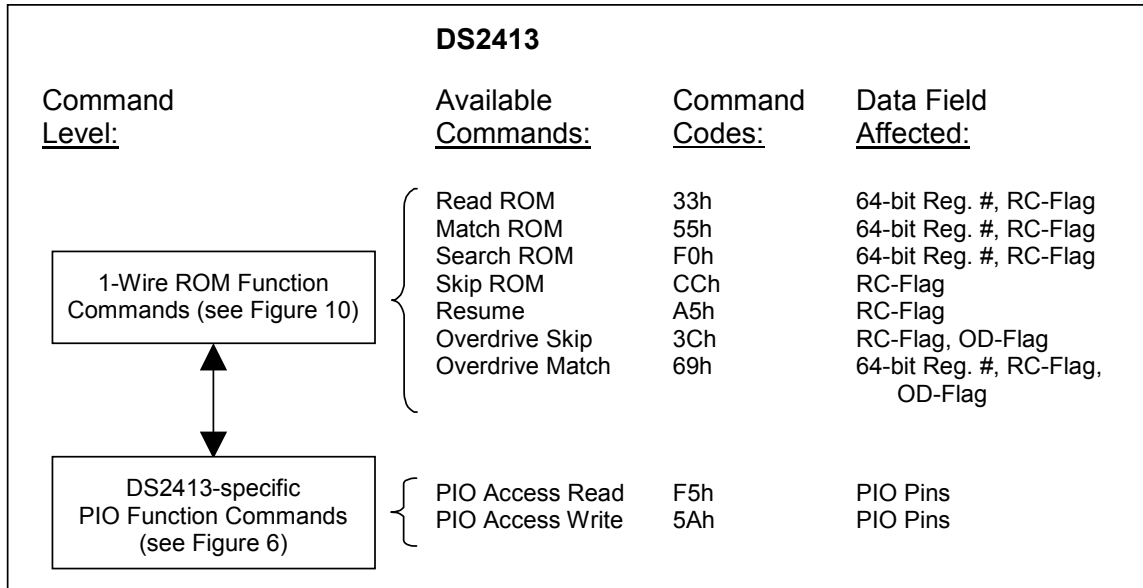 DS2413
Command Available Command Data Field
Level: Commands: Codes: Affected:
Read ROM 33h 64-bit Reg. #, RC-Flag
Match ROM 55h 64-bit Reg. #, RC-Flag
Search ROM F0h 64-bit Reg. #, RC-Flag
1-Wire ROM Function
Commands (see Figure 10)
Skip ROM CCh RC-Flag
Resume A5h RC-Flag
Overdrive Skip 3Ch RC-Flag, OD-Flag
Overdrive Match 69h 64-bit Reg. #, RC-Flag,
OD-Flag
DS2413-specific
PIO Function Commands
(see Figure 6)
PIO Access Read F5h PIO Pins
PIO Access Write 5Ah PIO Pins